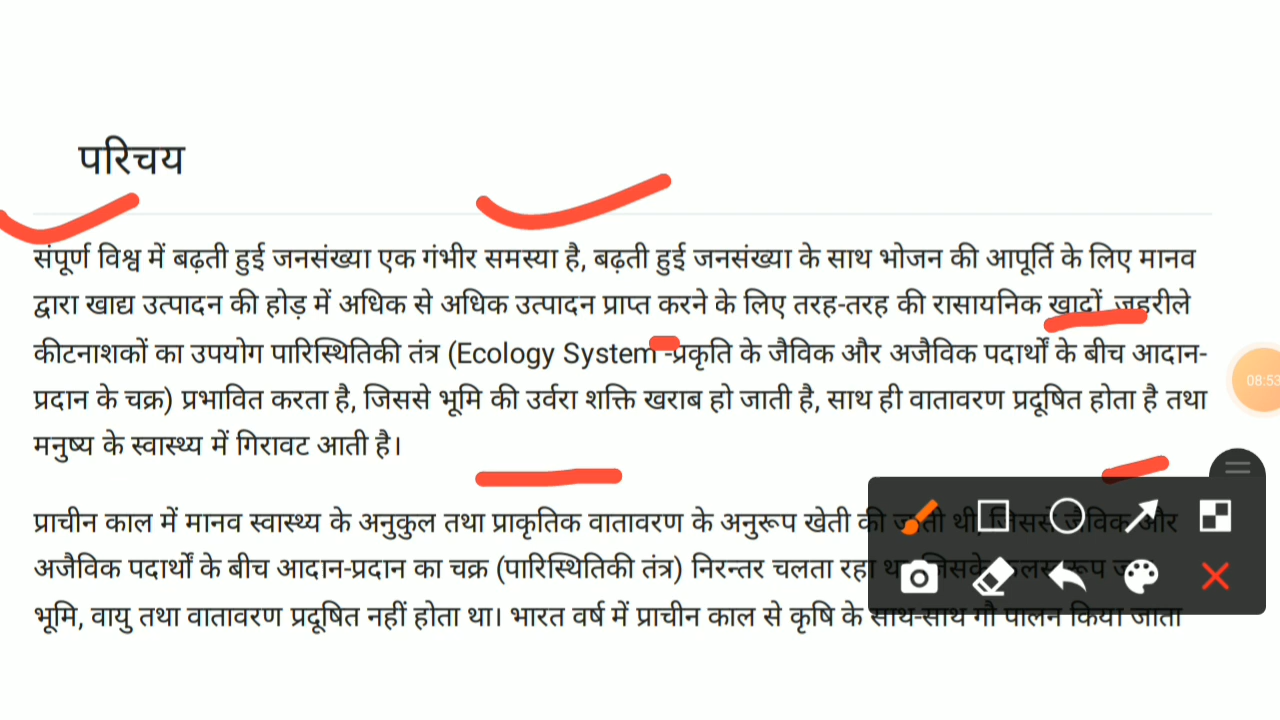 परिचय
संपूर्ण विश्व में बढ़ती हुई जनसंख्या एक गंभीर समस्या है, बढ़ती हुई जनसंख्या के साथ भोजन की आपूर्ति के लिए मानव
द्वारा खाद्य उत्पादन की होड़ में अधिक से अधिक उत्पादन प्राप्त करने के लिए तरह-तरह की रासायनिक खादों, जहरीले
कीटनाशकों का उपयोग पारिस्थितिकी तंत्र (Ecology System -प्रकृति के जैविक और अजैविक पदार्थों के बीच आदान-
प्रदान के चक्र) प्रभावित करता है, जिससे भूमि की उर्वरा शक्ति खराब हो जाती है, साथ ही वातावरण प्रदूषित होता है तथा
मनुष्य के स्वास्थ्य में गिरावट आती है।
08:53
प्राचीन काल में मानव स्वास्थ्य के अनुकुल तथा प्राकृतिक वातावरण के अनुरूप खेती की जाती थी, जिससे जैविक और
अजैविक पदार्थों के बीच आदान-प्रदान का चक्र (पारिस्थितिकी तंत्र) निरन्तर चलता रहा
भूमि, वायु तथा वातावरण प्रदूषित नहीं होता था। भारत वर्ष में प्राचीन काल से कृषि के साथ-साथ गौ पालन किया जाता